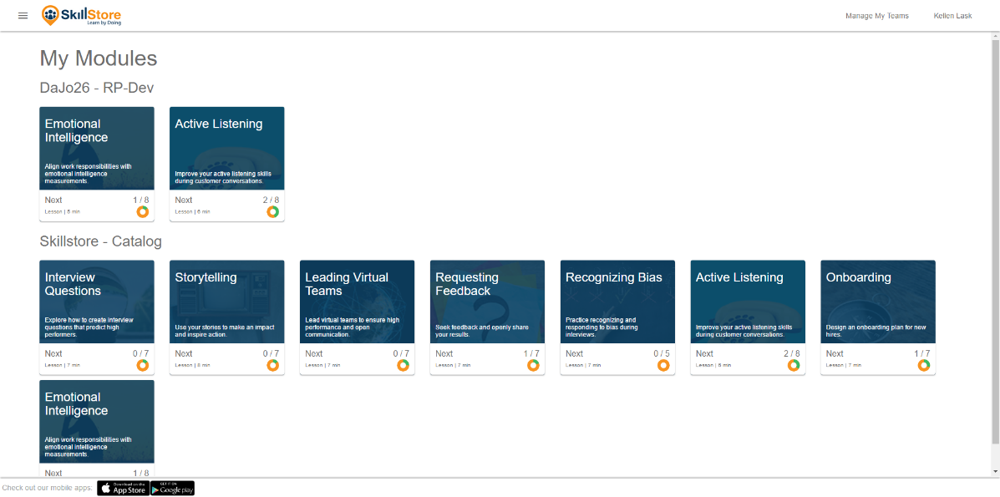 SkillStore
Learn by Doing
Manage My Teams
Kellen Lask
My Modules
DaJo26 - RP-Dev
Emotional
Intelligence
Align work responsibilities with
emotional intelligence
measurements.
Next 1 / 8
Lesson | 8 min
Active Listening
Improve your active listening skills
during customer conversations.
Next 2 / 8
Lesson | 6 min
Skillstore - Catalog
Interview
Questions
Explore how to create interview
questions that predict high
performers.
Next 0 / 7
Lesson | 7 min
Storytelling
Use your stories to make an impact
and inspire action.
Next 0 / 7
Lesson | 8 min
Leading Virtual
Teams
Lead virtual teams to ensure high
performance and open
communication.
Next 0 / 7
Lesson | 7 min
Requesting
Feedback
Seek feedback and openly share
your results.
Next 1 / 7
Lesson | 7 min
Recognizing Bias
Practice recognizing and
responding to bias during
interviews.
Next 0 / 5
Lesson | 7 min
Active Listening
Improve your active listening skills
during customer conversations.
Next 2 / 8
Lesson | 6 min
Onboarding
Design an onboarding plan for new
hires.
Next 1 / 7
Lesson | 7 min
Emotional
Intelligence
Align work responsibilities with
emotional intelligence
measurements.
Next 1 / 8
Check out our mobile apps:
Download on the
App Store
GET IT ON
Google play